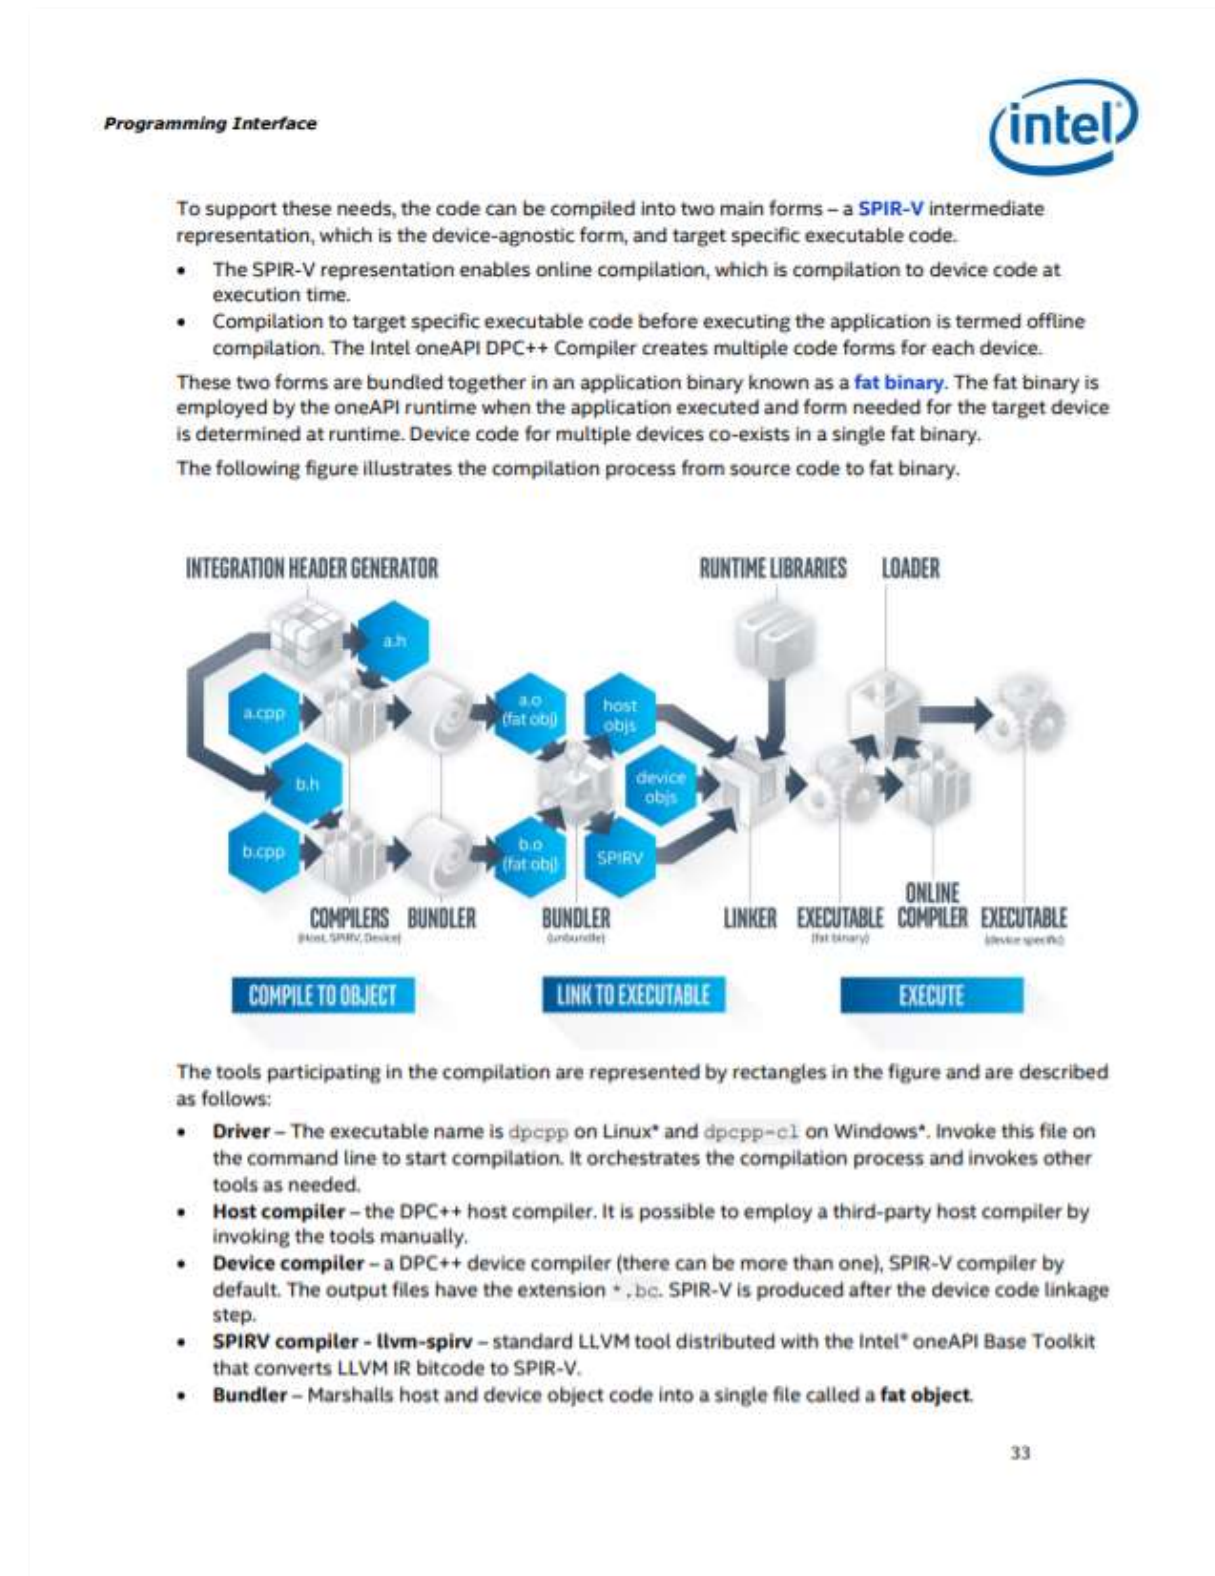 Programming Interface
intel
To support these needs, the code can be compiled into two main forms – a SPIR-V intermediate
representation, which is the device-agnostic form, and target specific executable code.
• The SPIR-V representation enables online compilation, which is compilation to device code at
execution time.
• Compilation to target specific executable code before executing the application is termed offline
compilation. The Intel oneAPI DPC++ Compiler creates multiple code forms for each device.
These two forms are bundled together in an application binary known as a fat binary. The fat binary is
employed by the oneAPI runtime when the application executed and form needed for the target device
is determined at runtime. Device code for multiple devices co-exists in a single fat binary.
The following figure illustrates the compilation process from source code to fat binary.
INTEGRATION HEADER GENERATOR
RUNTIME LIBRARIES
LOADER
a.h
a.cpp
a.o
(fat obj)
host
objs
b.h
device
objs
b.cpp
b.o
(fat obj)
SPIRV
COMPILERS
(Host, SPIRV, Device)
BUNDLER
BUNDLER
(unbundle)
LINKER
EXECUTABLE
(fat binary)
ONLINE
COMPILER
EXECUTABLE
(device specific)
COMPILE TO OBJECT
LINK TO EXECUTABLE
EXECUTE
The tools participating in the compilation are represented by rectangles in the figure and are described
as follows:
• Driver – The executable name is dpcpp on Linux* and dpcpp-cl on Windows*. Invoke this file on
the command line to start compilation. It orchestrates the compilation process and invokes other
tools as needed.
• Host compiler – the DPC++ host compiler. It is possible to employ a third-party host compiler by
invoking the tools manually.
• Device compiler – a DPC++ device compiler (there can be more than one), SPIR-V compiler by
default. The output files have the extension *.bc. SPIR-V is produced after the device code linkage
step.
• SPIRV compiler - llvm-spirv – standard LLVM tool distributed with the Intel® oneAPI Base Toolkit
that converts LLVM IR bitcode to SPIR-V.
• Bundler – Marshalls host and device object code into a single file called a fat object.
33